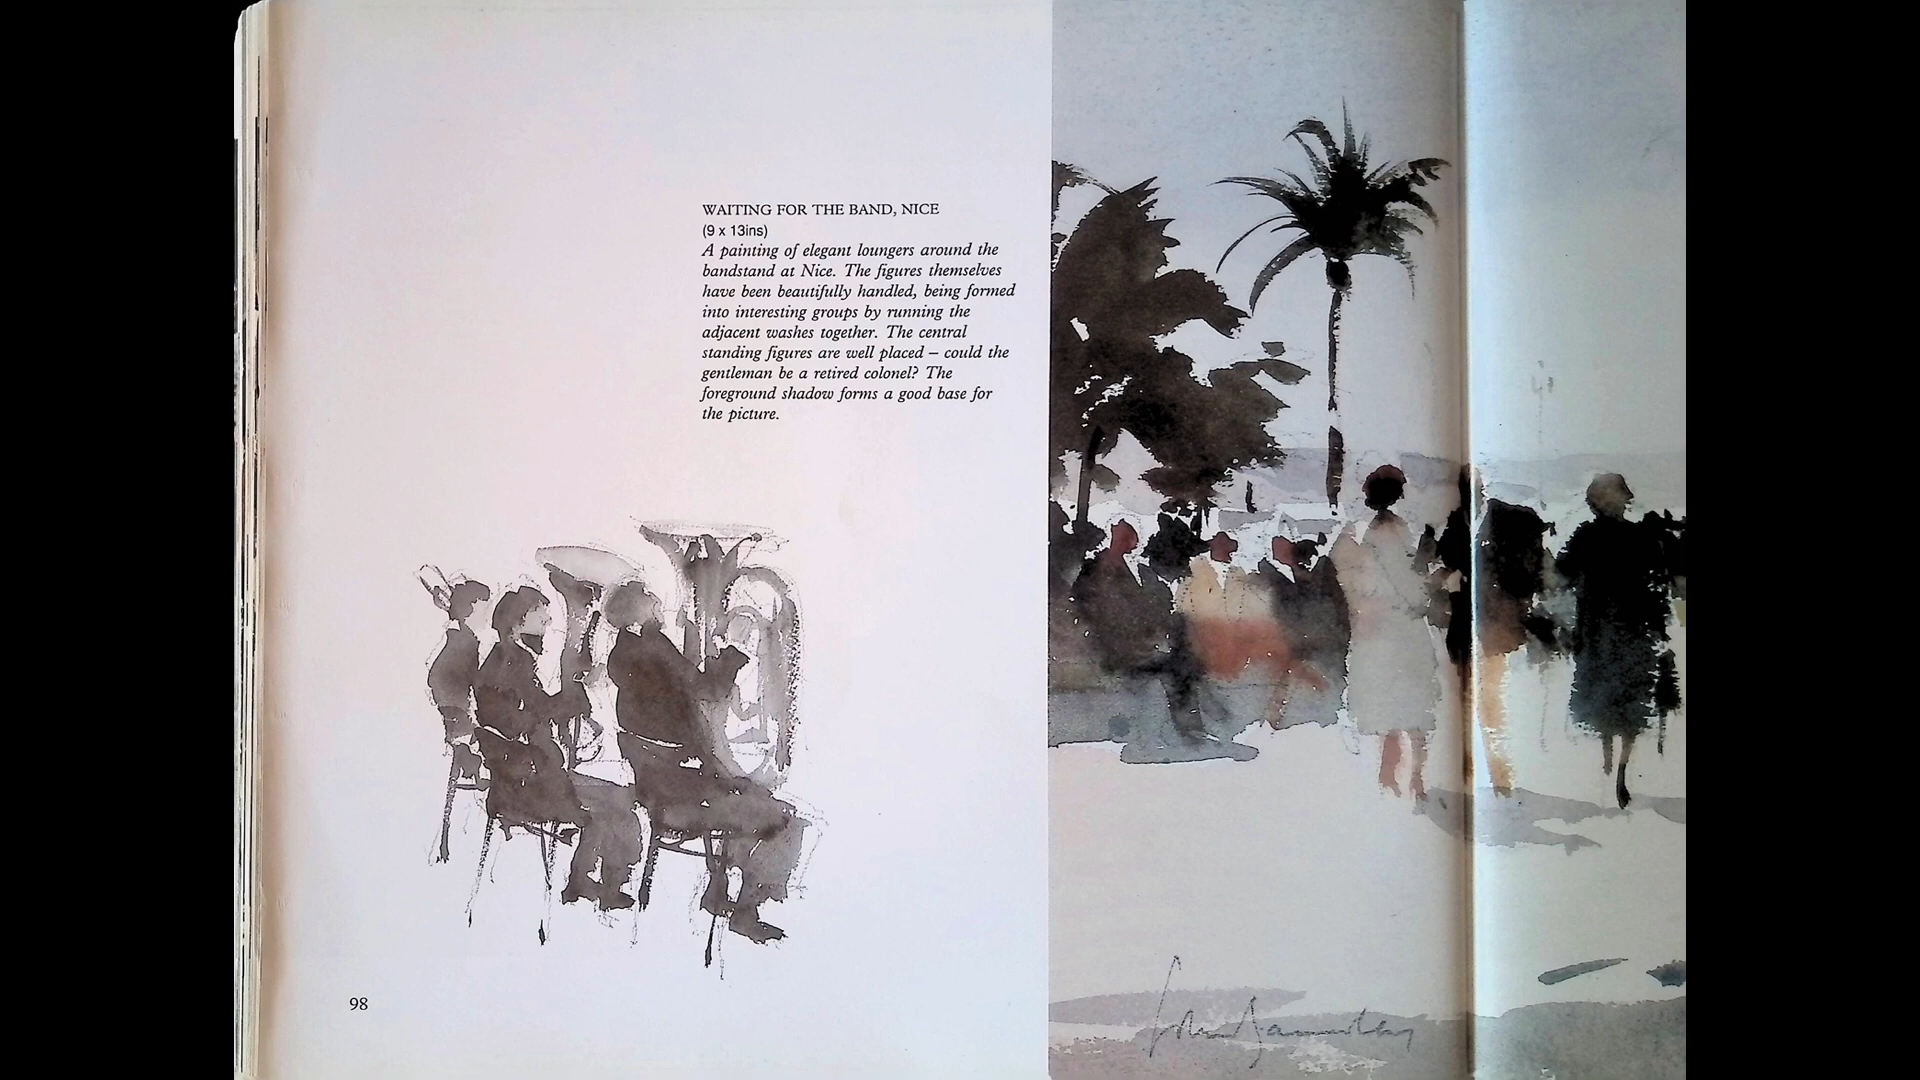 WAITING FOR THE BAND, NICE
(9 x 13ins)
A painting of elegant loungers around the
bandstand at Nice. The figures themselves
have been beautifully handled, being formed
into interesting groups by running the
adjacent washes together. The central
standing figures are well placed – could the
gentleman be a retired colonel? The
foreground shadow forms a good base for
the picture.
98